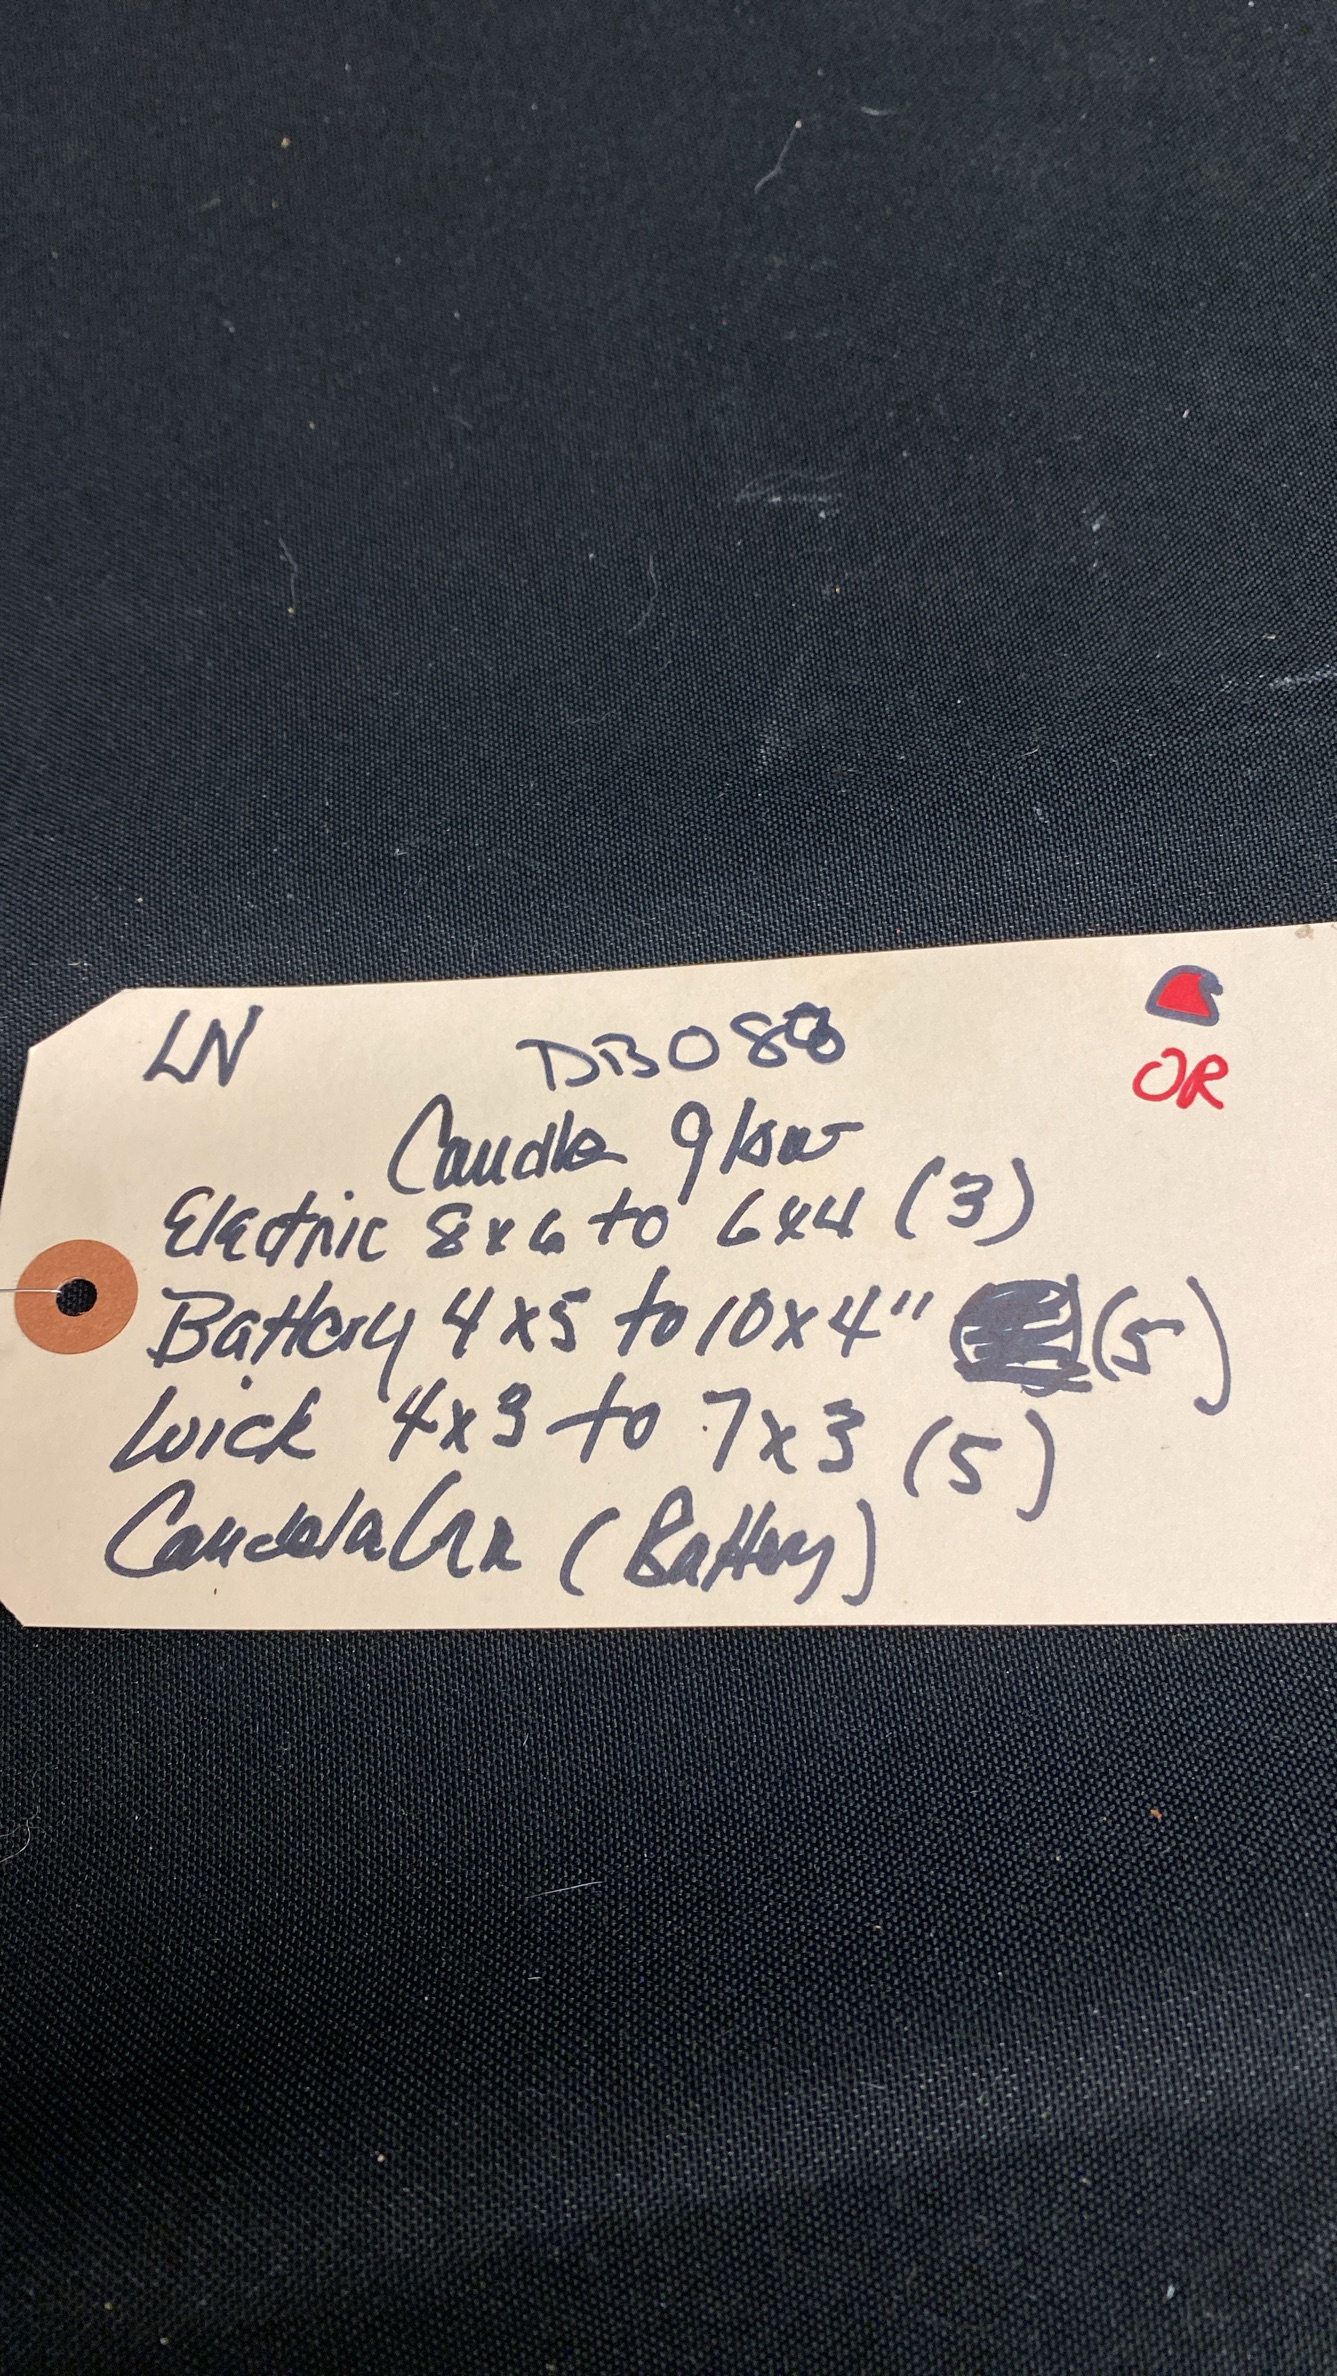 LN DB088
OR
Candle glow
Electric 8x6 to 6x4 (3)
Battery 4x5 to 10x4" (5)
Wick 4x3 to 7x3 (5)
Candelabra (Battery)